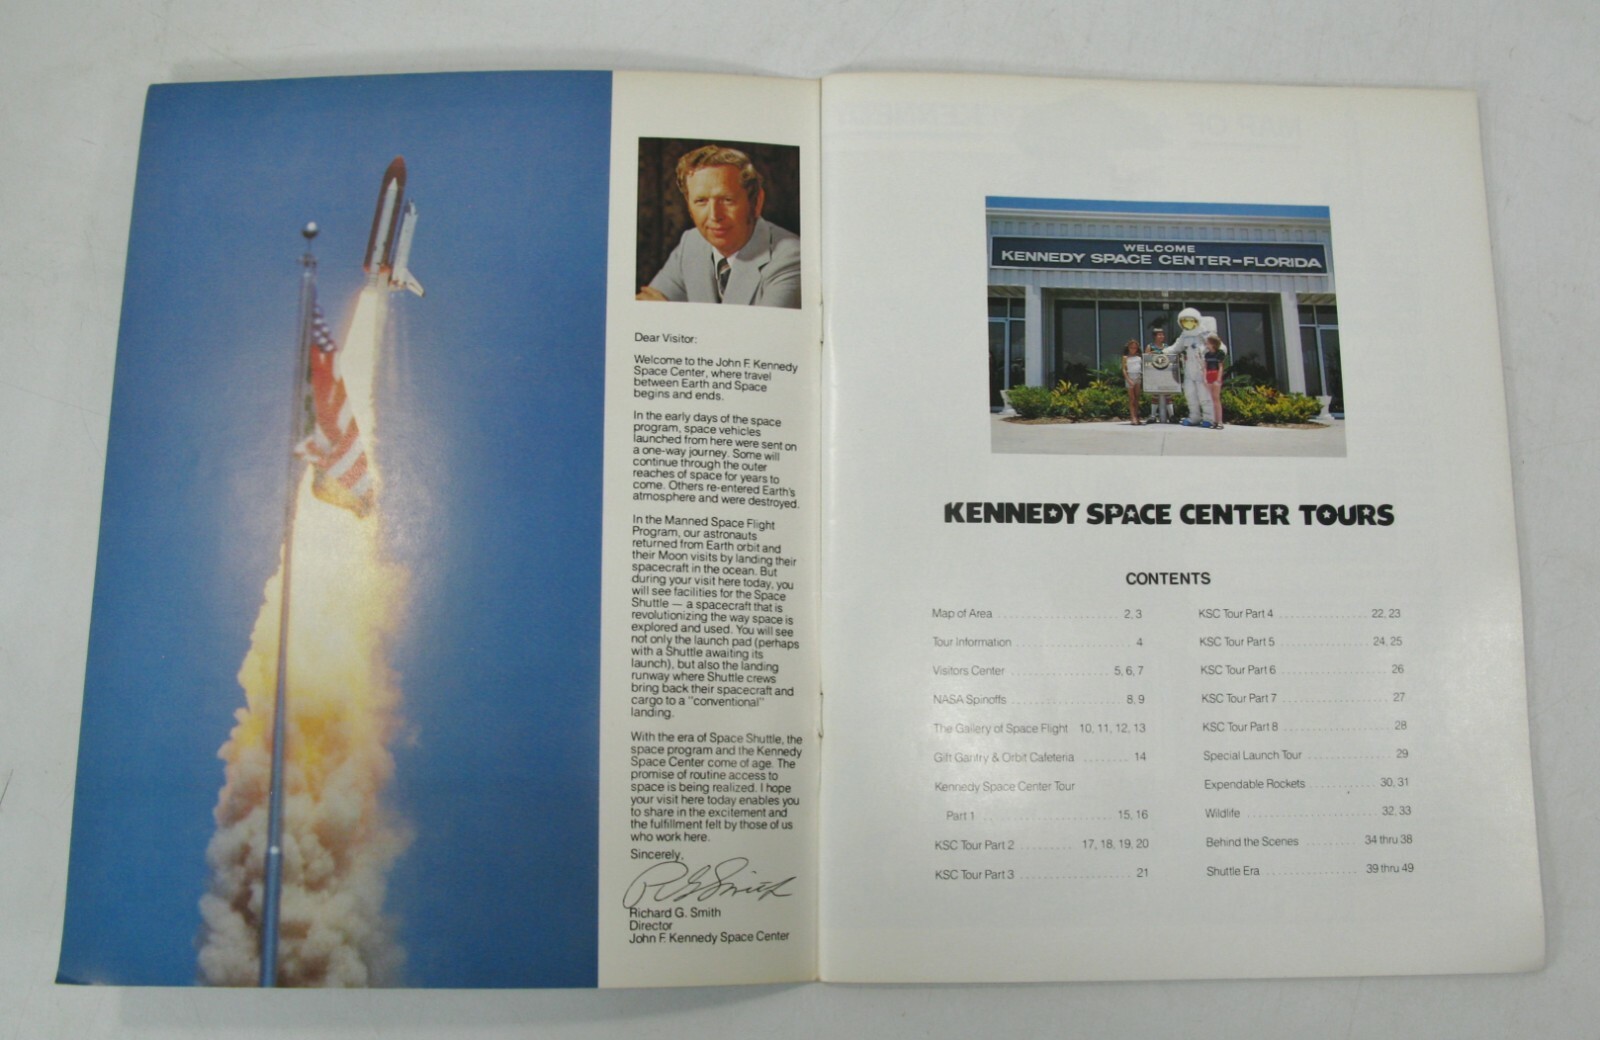 Dear Visitor:
Welcome to the John F. Kennedy
Space Center, where travel
between Earth and Space
begins and ends.
In the early days of the space
program, space vehicles
launched from here were sent on
a one-way journey. Some will
continue through the outer
reaches of space for years to
come. Others re-entered Earth's
atmosphere and were destroyed.
In the Manned Space Flight
Program, our astronauts
returned from Earth orbit and
their Moon visits by landing their
spacecraft in the ocean. But
during your visit here today, you
will see facilities for the Space
Shuttle — a spacecraft that is
revolutionizing the way space is
explored and used. You will see
not only the launch pad (perhaps
with a Shuttle awaiting its
launch), but also the landing
runway where Shuttle crews
bring back their spacecraft and
cargo to a "conventional"
landing.
With the era of Space Shuttle, the
space program and the Kennedy
Space Center come of age. The
promise of routine access to
space is being realized. I hope
your visit here today enables you
to share in the excitement and
the fulfillment felt by those of us
who work here.
Sincerely,
R G Smith
Richard G. Smith
Director
John F. Kennedy Space Center
WELCOME
KENNEDY SPACE CENTER-FLORIDA
KENNEDY SPACE CENTER TOURS
CONTENTS
Map of Area .................... 2, 3
Tour Information .................... 4
Visitors Center .................... 5, 6, 7
NASA Spinoffs .................... 8, 9
The Gallery of Space Flight 10, 11, 12, 13
Gift Gantry & Orbit Cafeteria ........ 14
Kennedy Space Center Tour
Part 1 .................... 15, 16
KSC Tour Part 2 ......... 17, 18, 19, 20
KSC Tour Part 3 .................... 21
KSC Tour Part 4 ................ 22, 23
KSC Tour Part 5 ................ 24, 25
KSC Tour Part 6 .................... 26
KSC Tour Part 7 .................... 27
KSC Tour Part 8 .................... 28
Special Launch Tour ............... 29
Expendable Rockets ............ 30, 31
Wildlife ........................ 32, 33
Behind the Scenes .......... 34 thru 38
Shuttle Era ................ 39 thru 49